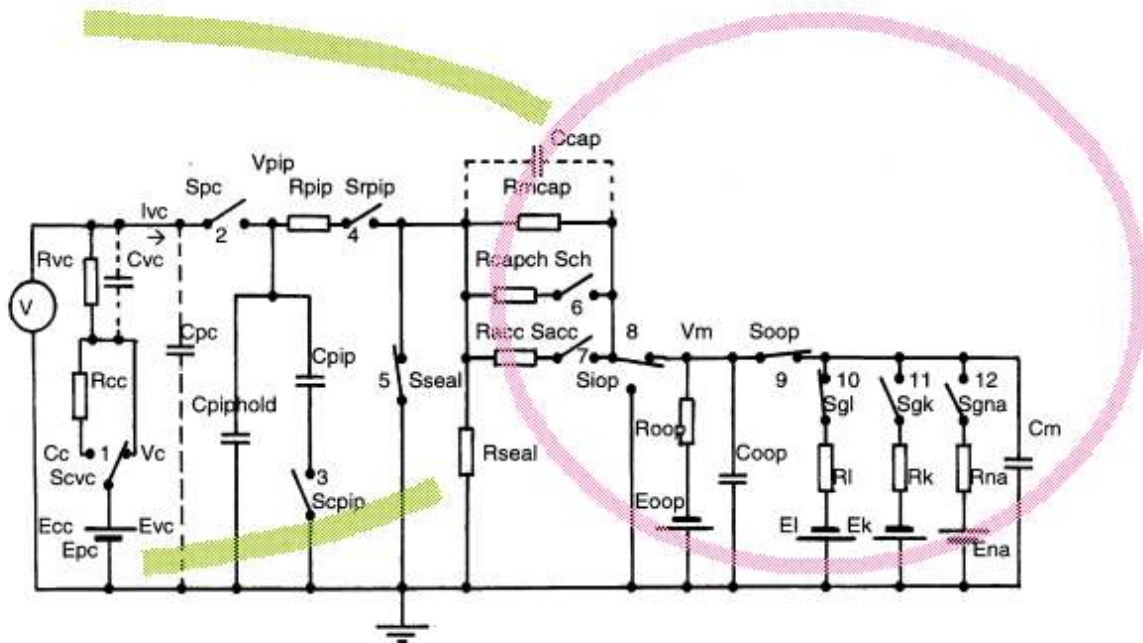 Ccap
Vpip
Spc Rpip Srpip Rmcap
Ivc
2 4
Rvc Cvc Rcapch Sch
6
V
Cpc Racc Sacc 8 Vm Soop
Cpip 7
Rcc 5 Sseal Siop 9 10 11 12
Cpiphold Sgl Sgk Sgna
Roop Cm
Cc 1 Vc Rseal Coop
Scvc 3 Rl Rk Rna
Scpip Eoop
Ecc Evc El Ek
Epc Ena